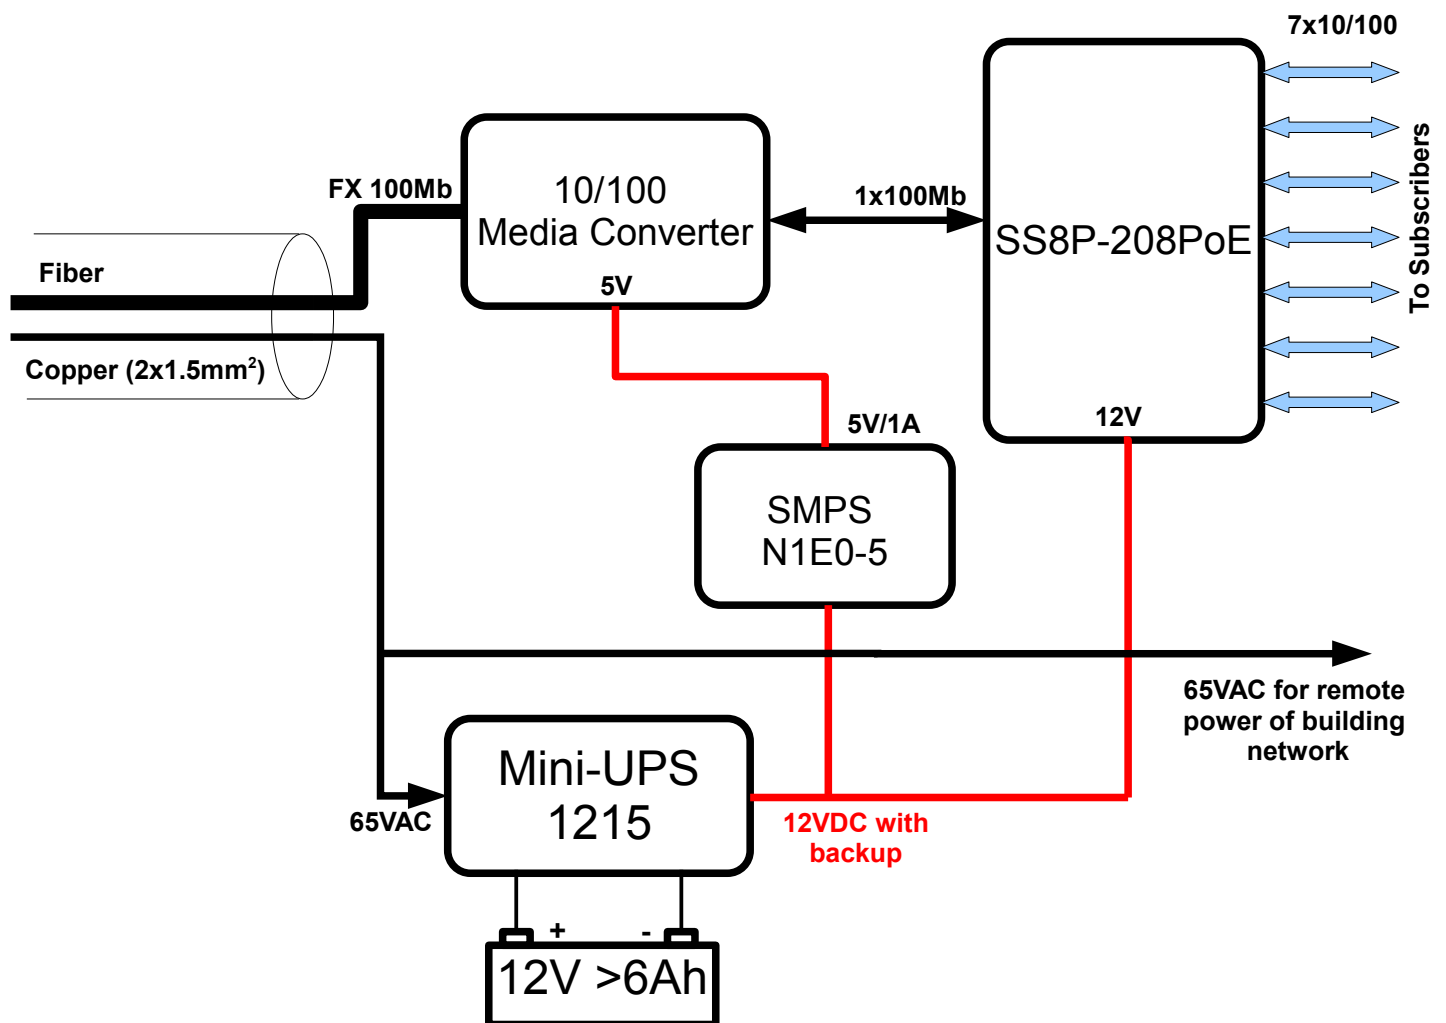 7x10/100
FX 100Mb
10/100
Media Converter
5V
1x100Mb
SS8P-208PoE
12V
To Subscribers
Fiber
Copper (2x1.5mm²)
5V/1A
SMPS
N1E0-5
65VAC for remote
power of building
network
Mini-UPS
1215
65VAC
12VDC with
backup
+ -
12V >6Ah